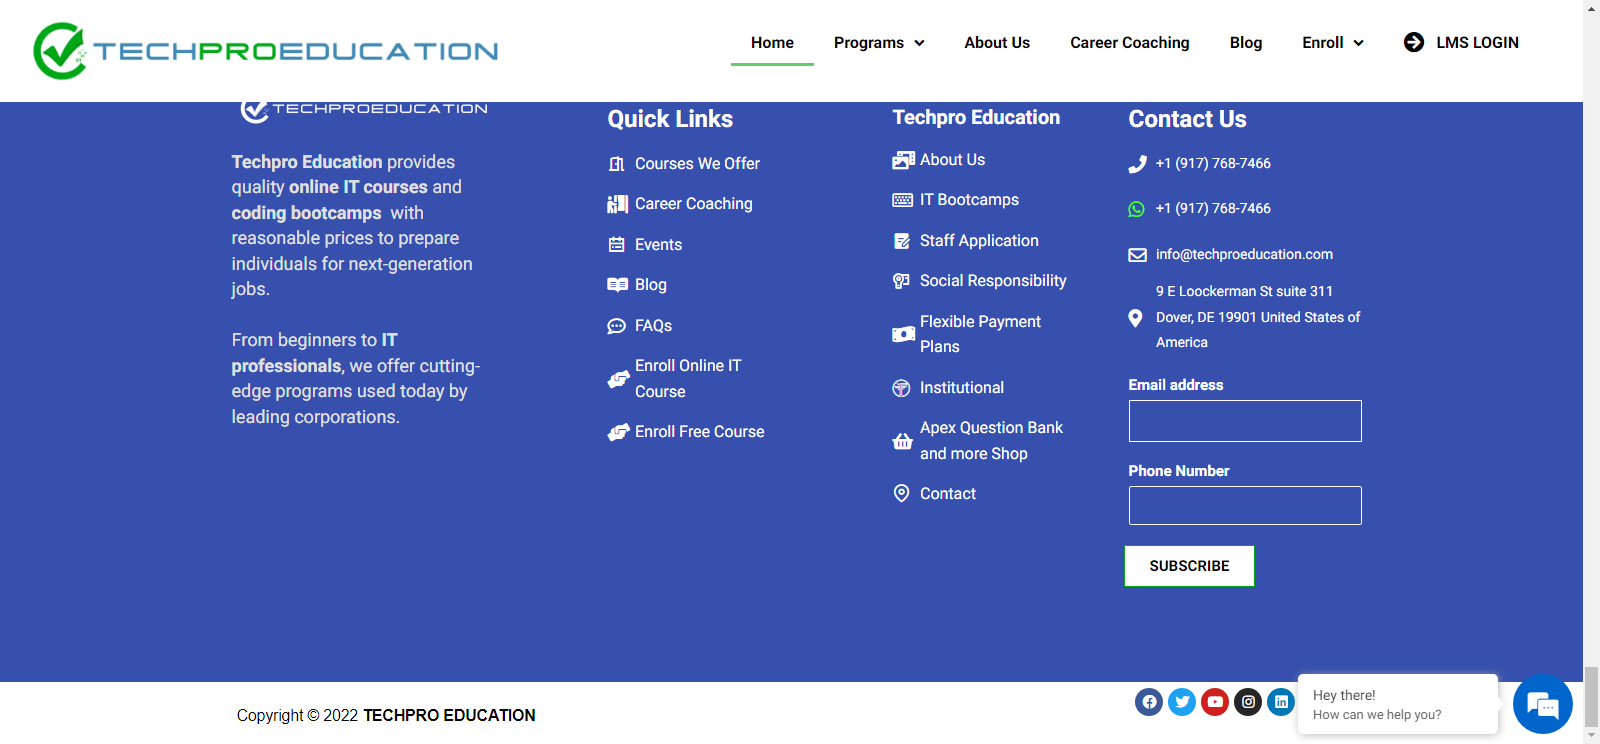 TECHPROEDUCATION
Home
Programs
About Us
Career Coaching
Blog
Enroll
LMS LOGIN
TECHPROEDUCATION
Techpro Education provides
quality online IT courses and
coding bootcamps with
reasonable prices to prepare
individuals for next-generation
jobs.
From beginners to IT
professionals, we offer cutting-
edge programs used today by
leading corporations.
Quick Links
Courses We Offer
Career Coaching
Events
Blog
FAQs
Enroll Online IT
Course
Enroll Free Course
Techpro Education
About Us
IT Bootcamps
Staff Application
Social Responsibility
Flexible Payment
Plans
Institutional
Apex Question Bank
and more Shop
Contact
Contact Us
+1 (917) 768-7466
+1 (917) 768-7466
info@techproeducation.com
9 E Loockerman St suite 311
Dover, DE 19901 United States of
America
Email address
Phone Number
SUBSCRIBE
Copyright © 2022 TECHPRO EDUCATION
Hey there!
How can we help you?